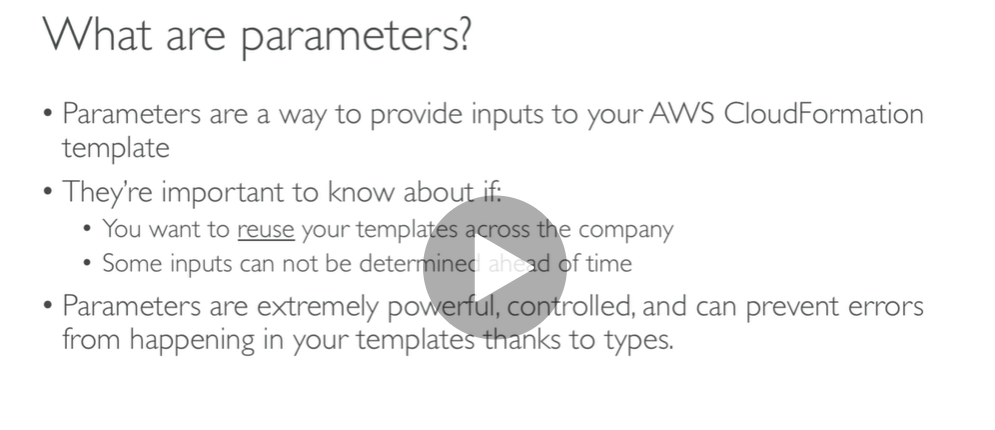 What are parameters?
• Parameters are a way to provide inputs to your AWS CloudFormation
template
• They're important to know about if:
• You want to reuse your templates across the company
• Some inputs can not be determined ahead of time
• Parameters are extremely powerful, controlled, and can prevent errors
from happening in your templates thanks to types.